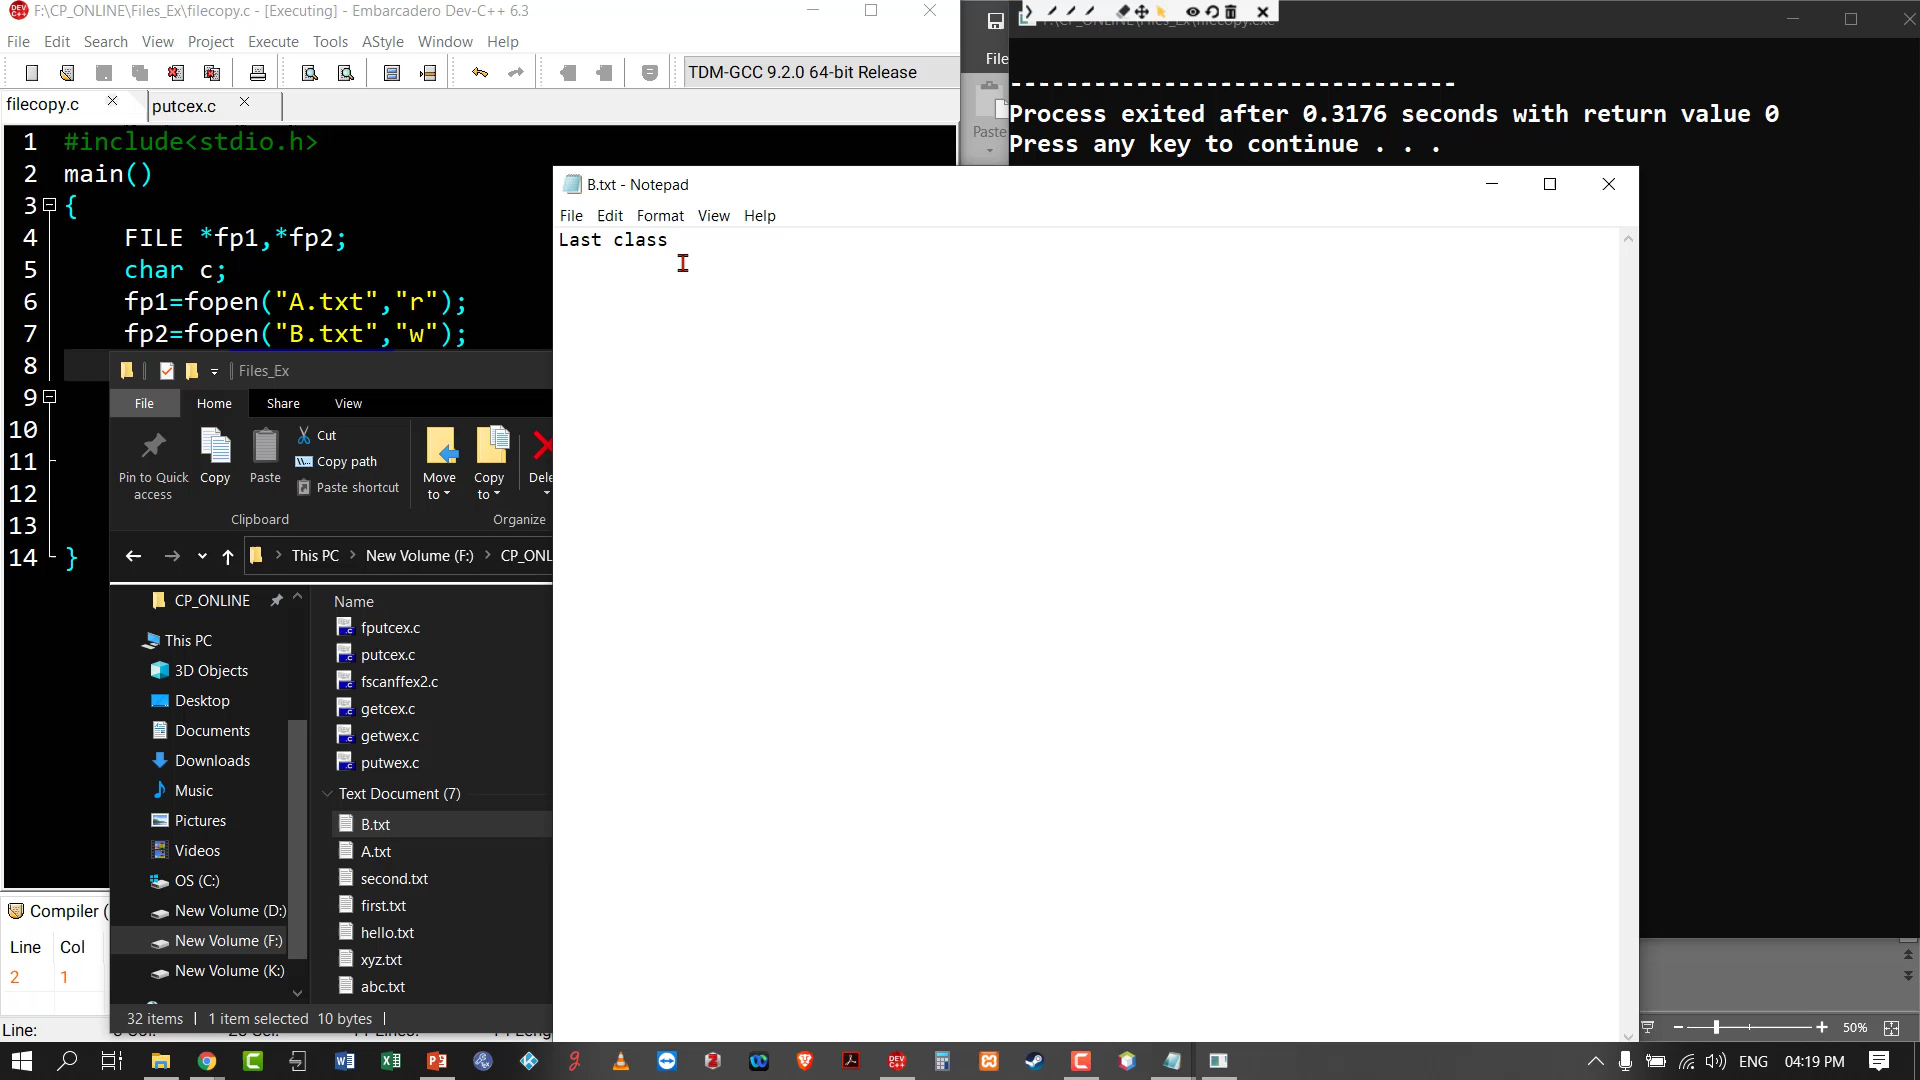 F:\CP_ONLINE\Files_Ex\filecopy.c - [Executing] - Embarcadero Dev-C++ 6.3
File Edit Search View Project Execute Tools AStyle Window Help
TDM-GCC 9.2.0 64-bit Release
filecopy.c putcex.c
1 #include<stdio.h>
2 main()
3 {
4 FILE *fp1,*fp2;
5 char c;
6 fp1=fopen("A.txt","r");
7 fp2=fopen("B.txt","w");
8
9
10
11
12
13
14 }
Compiler (
Line Col
2 1
Line:
File
Paste
--------------------------------
Process exited after 0.3176 seconds with return value 0
Press any key to continue . . .
B.txt - Notepad
File Edit Format View Help
Last class
Files_Ex
File Home Share View
Pin to Quick access
Copy
Paste
Cut
Copy path
Paste shortcut
Move to
Copy to
Dele
Clipboard
Organize
This PC > New Volume (F:) > CP_ONL
CP_ONLINE
This PC
3D Objects
Desktop
Documents
Downloads
Music
Pictures
Videos
OS (C:)
New Volume (D:)
New Volume (F:)
New Volume (K:)
Name
fputcex.c
putcex.c
fscanffex2.c
getcex.c
getwex.c
putwex.c
Text Document (7)
B.txt
A.txt
second.txt
first.txt
hello.txt
xyz.txt
abc.txt
32 items 1 item selected 10 bytes
50%
ENG 04:19 PM